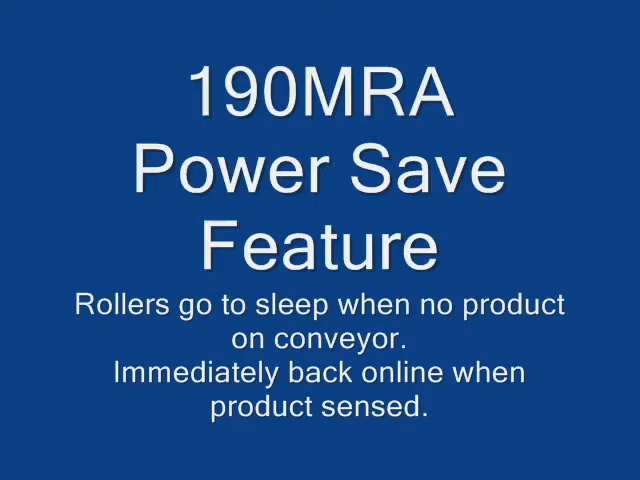 190MRA
Power Save
Feature
Rollers go to sleep when no product
on conveyor.
Immediately back online when
product sensed.